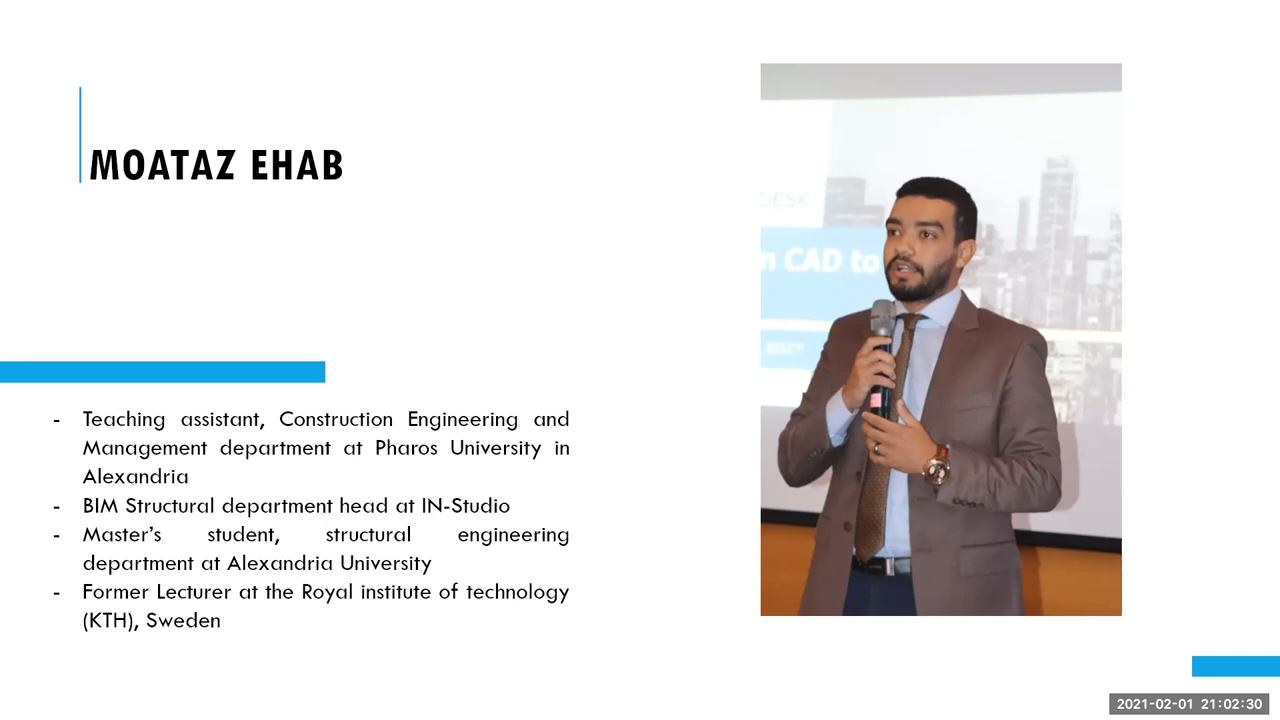 MOATAZ EHAB
- Teaching assistant, Construction Engineering and
Management department at Pharos University in
Alexandria
- BIM Structural department head at IN-Studio
- Master's student, structural engineering
department at Alexandria University
- Former Lecturer at the Royal institute of technology
(KTH), Sweden
DESK
CAD to
2021-02-01 21:02:30